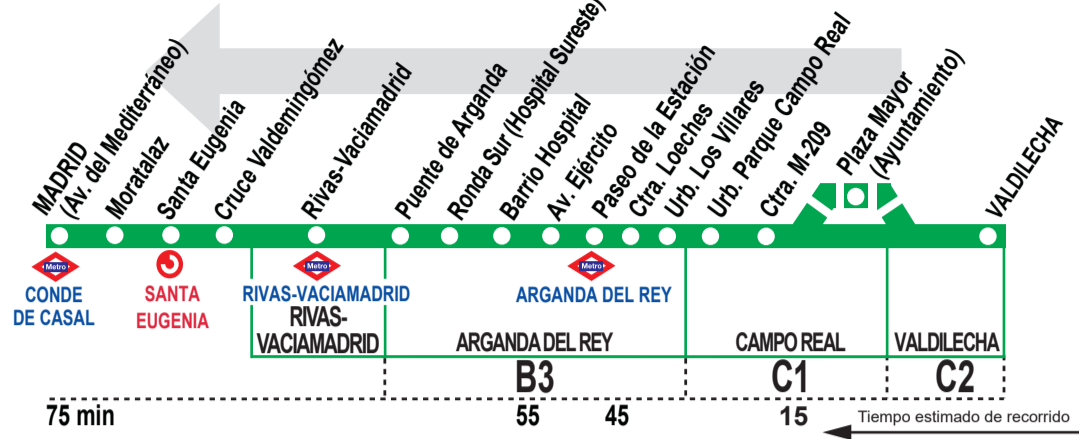 MADRID
(Av. del Mediterráneo)
Moratalaz
Santa Eugenia
Cruce Valdemingómez
Rivas-Vaciamadrid
Puente de Arganda
Ronda Sur (Hospital Sureste)
Barrio Hospital
Av. Ejército
Paseo de la Estación
Ctra. Loeches
Urb. Los Villares
Urb. Parque Campo Real
Ctra. M-209
Plaza Mayor
(Ayuntamiento)
VALDILECHA
Metro
CONDE
DE CASAL
SANTA
EUGENIA
Metro
RIVAS-VACIAMADRID
Metro
ARGANDA DEL REY
RIVAS-
VACIAMADRID
ARGANDA DEL REY
CAMPO REAL
VALDILECHA
B3
C1
C2
75 min
55
45
15
Tiempo estimado de recorrido